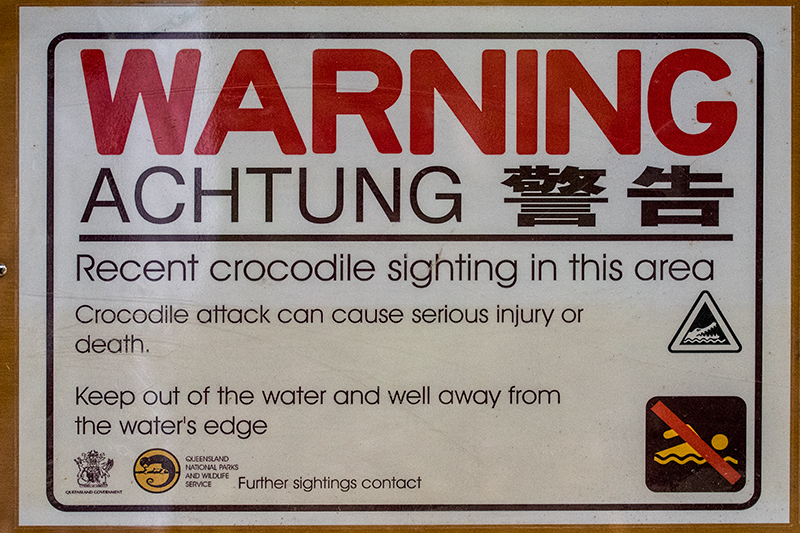 WARNING
ACHTUNG 警告
Recent crocodile sighting in this area
Crocodile attack can cause serious injury or
death.
Keep out of the water and well away from
the water's edge
QUEENSLAND GOVERNMENT
QUEENSLAND
NATIONAL PARKS
AND WILDLIFE
SERVICE
Further sightings contact